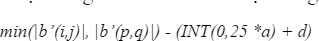 min(|b'(i,j)|, |b'(p,q)|) - (INT(0,25 *a) + d)